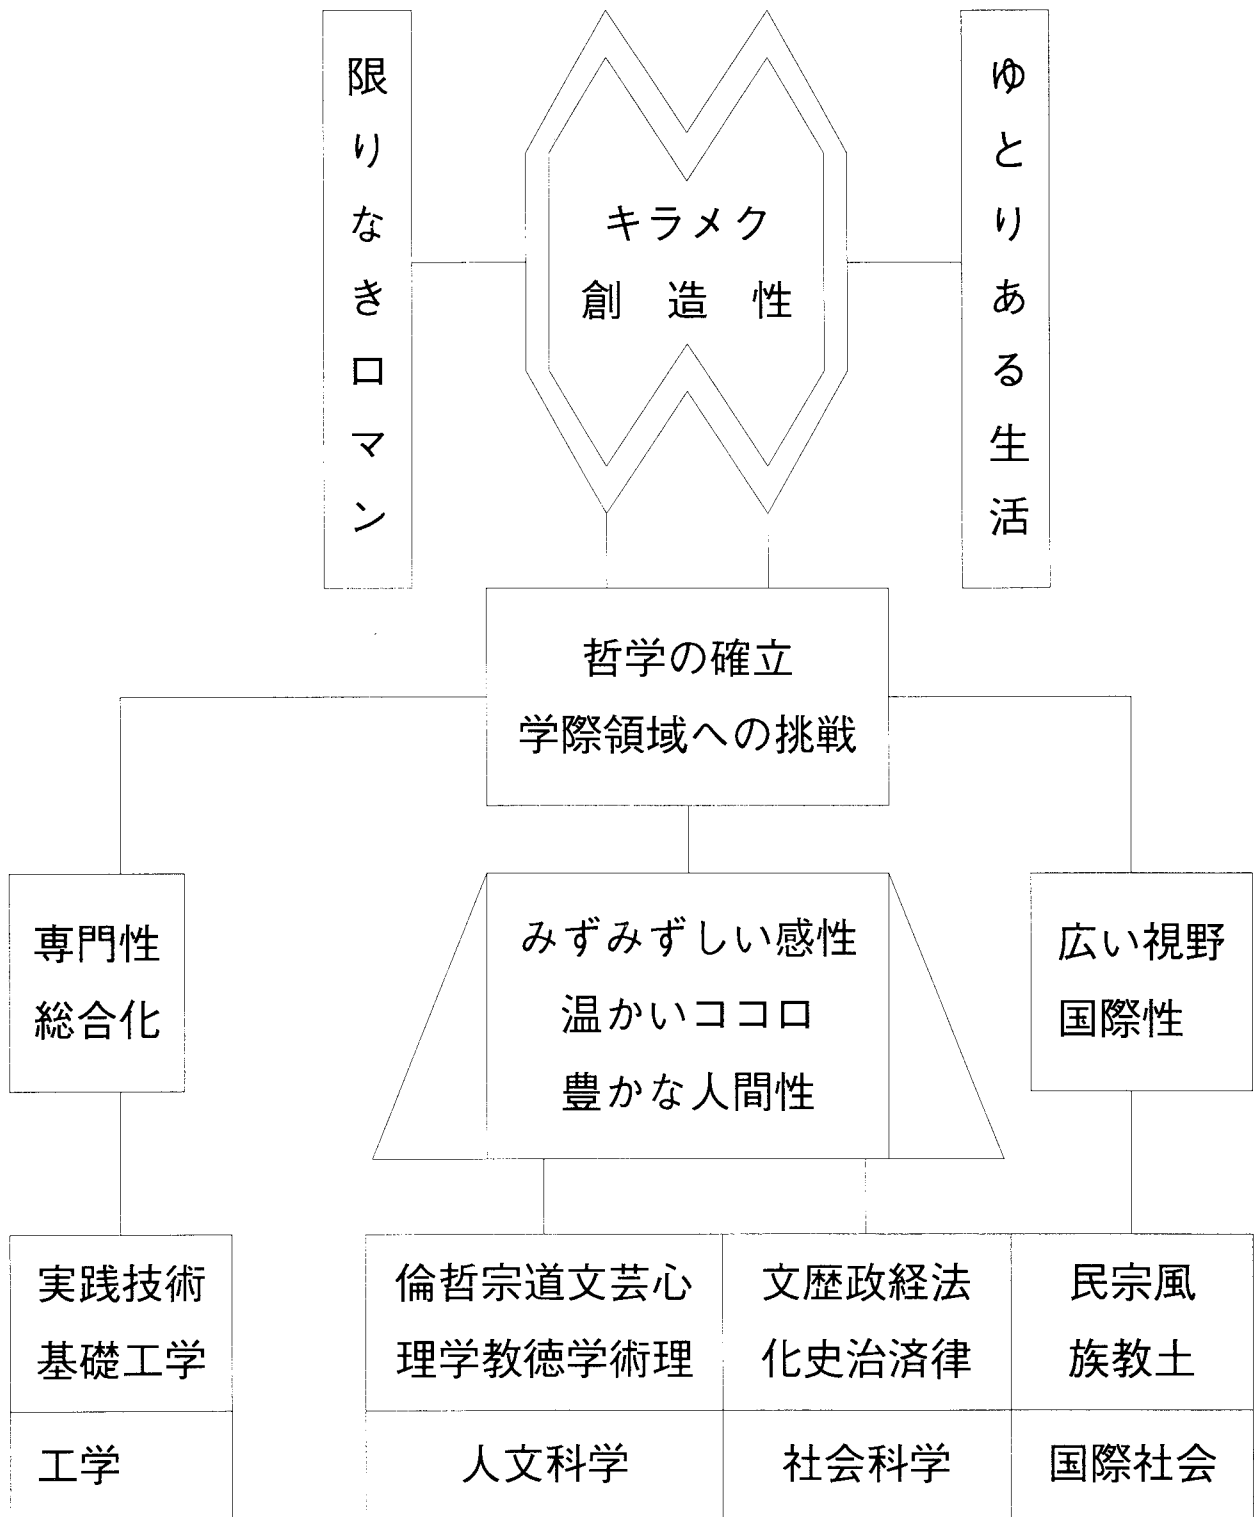 限りなきロマン
キラメク
創造性
ゆとりある生活
哲学の確立
学際領域への挑戦
専門性
総合化
みずみずしい感性
温かいココロ
豊かな人間性
広い視野
国際性
実践技術
基礎工学
倫哲宗道文芸心
理学教徳学術理
文歴政経法
化史治済律
民宗風
族教土
工学
人文科学
社会科学
国際社会